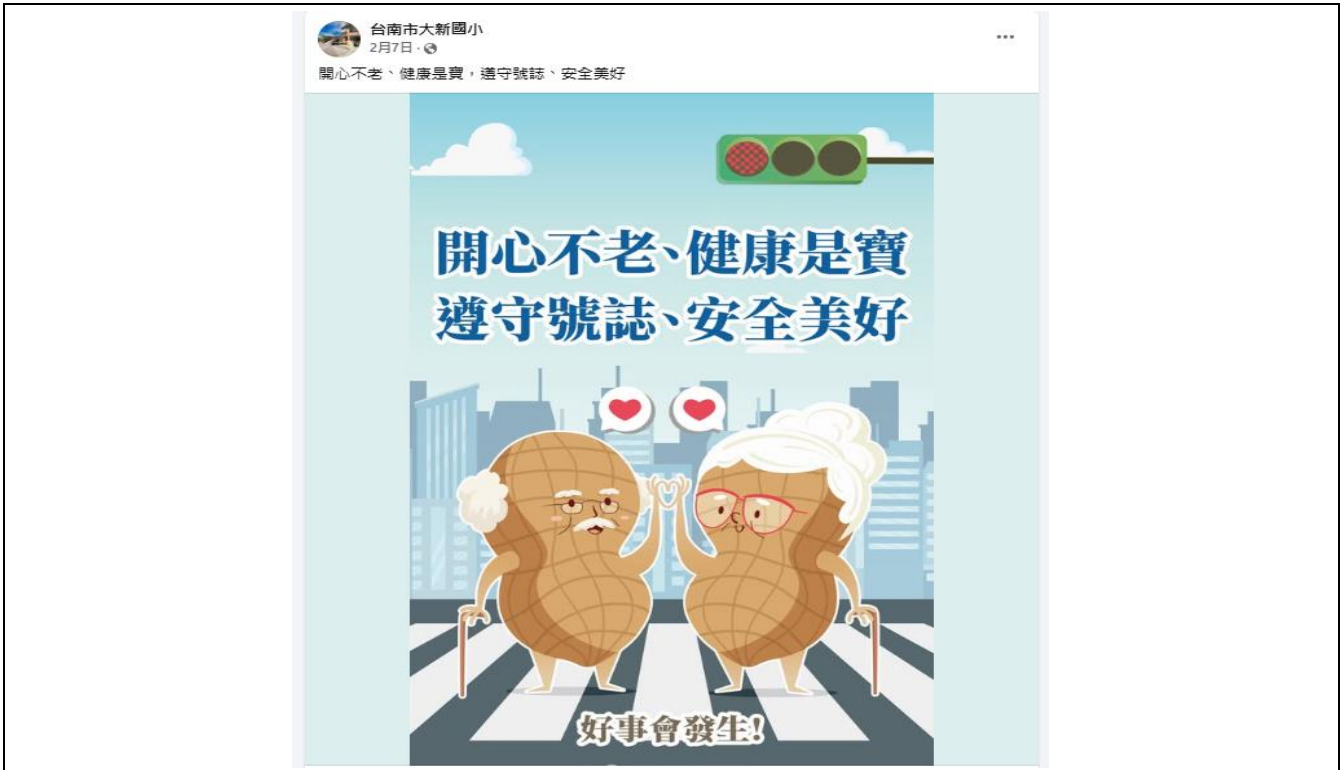 台南市大新國小
2月7日·
開心不老、健康是寶，遵守號誌、安全美好
開心不老、健康是寶
遵守號誌、安全美好
好事會發生!